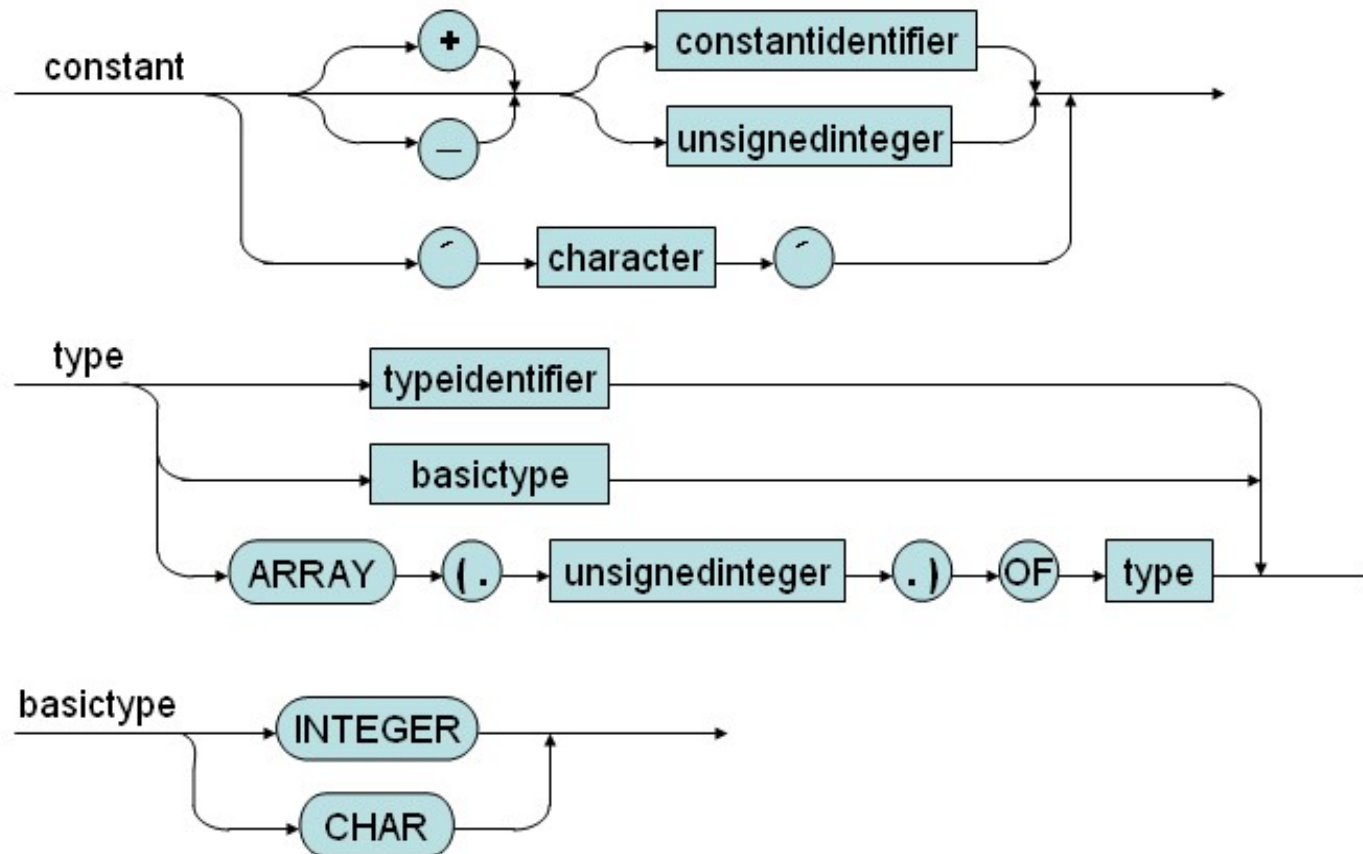 constant
+
constantidentifier
–
unsignedinteger
´ character ´
type
typeidentifier
basictype
ARRAY (. unsignedinteger .) OF type
basictype
INTEGER
CHAR